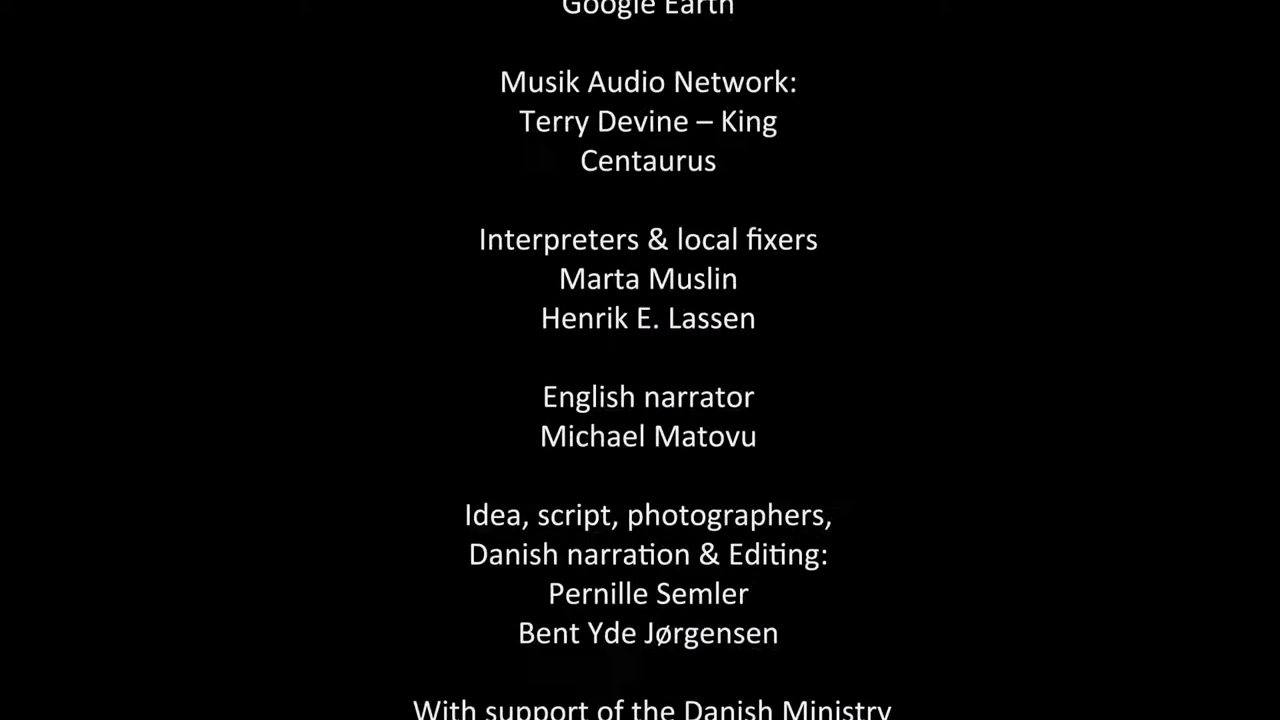 Google Earth
Musik Audio Network:
Terry Devine – King
Centaurus
Interpreters & local fixers
Marta Muslin
Henrik E. Lassen
English narrator
Michael Matovu
Idea, script, photographers,
Danish narration & Editing:
Pernille Semler
Bent Yde Jørgensen
With support of the Danish Ministry